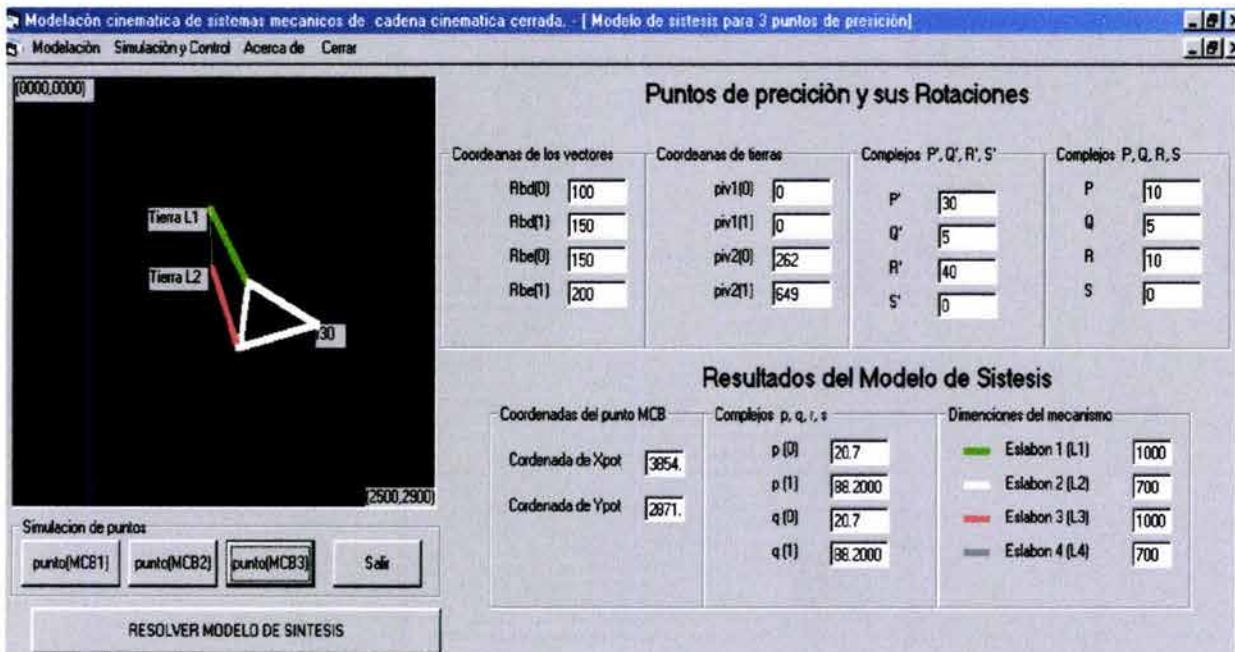 Modelacón cinematica de sistemas mecanicos de cadena cinematica cerrada. - [ Modelo de sistesis para 3 puntos de presición]
Modelaciòn Simulaciòn y Control Acerca de Cerrar
(0000,0000)
Tierra L1
Tierra L2
30
(2500,2900)
Puntos de precición y sus Rotaciones
Coordeanas de los vectores
Rbd(0) 100
Rbd(1) 150
Rbe(0) 150
Rbe(1) 200
Coordeanas de tierras
piv1(0) 0
piv1(1) 0
piv2(0) 262
piv2(1) 649
Complejos P', Q', R', S'
P' 30
Q' 5
R' 40
S' 0
Complejos P, Q, R, S
P 10
Q 5
R 10
S 0
Resultados del Modelo de Sistesis
Coordenadas del punto MCB
Cordenada de Xpot 3854.
Cordenada de Ypot 2871.
Complejos p, q, r, s
p (0) 20.7
p (1) 88.2000
q (0) 20.7
q (1) 88.2000
Dimenciones del mecanismo
Eslabon 1 (L1) 1000
Eslabon 2 (L2) 700
Eslabon 3 (L3) 1000
Eslabon 4 (L4) 700
Simulacion de puntos
punto(MCB1) punto(MCB2) punto(MCB3) Salir
RESOLVER MODELO DE SINTESIS